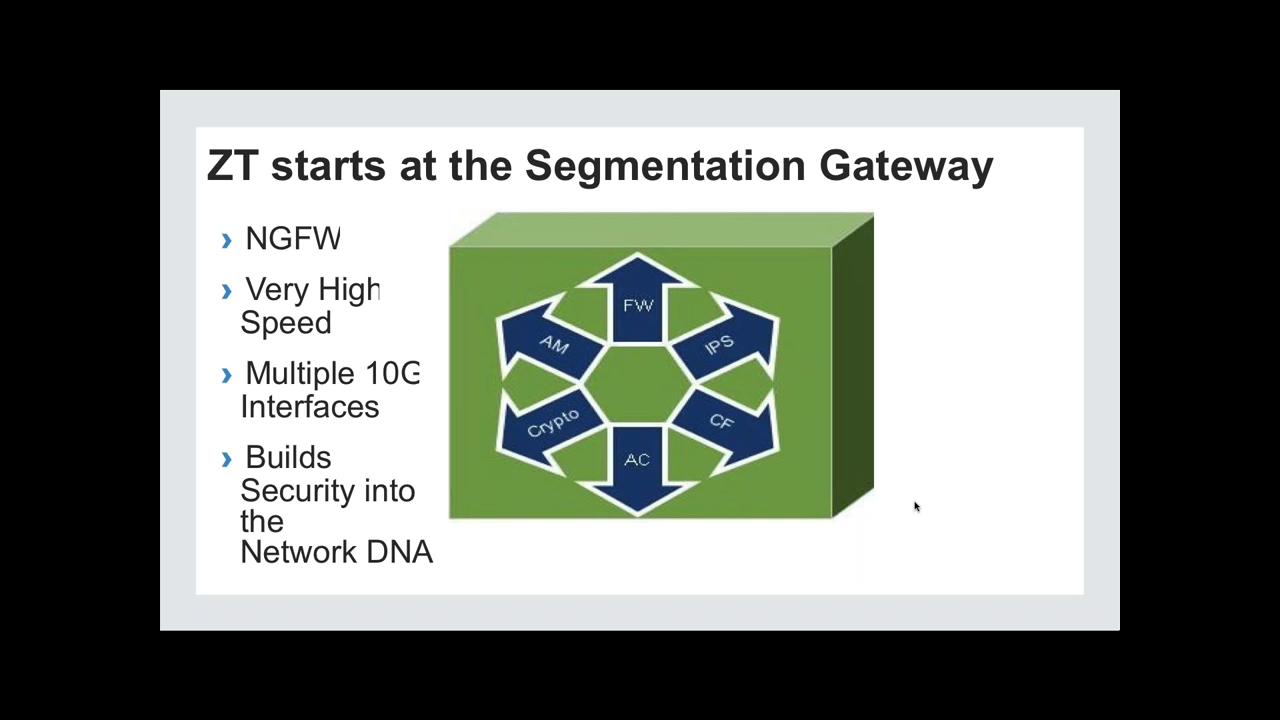 ZT starts at the Segmentation Gateway
› NGFW
› Very High
Speed
› Multiple 10G
Interfaces
› Builds
Security into
the
Network DNA
FW
AM
IPS
Crypto
CF
AC